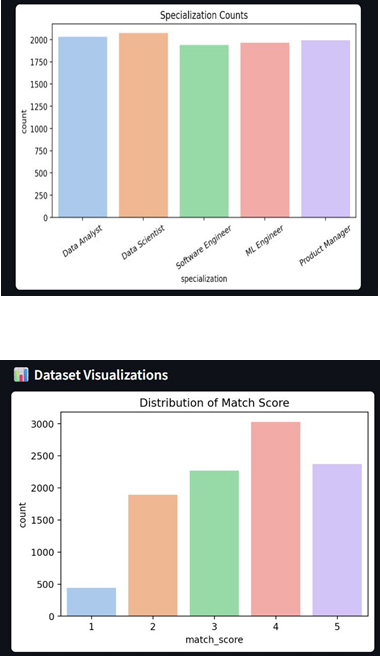 Specialization Counts
2000
1750
1500
1250
1000
750
500
250
0
count
Data Analyst
Data Scientist
Software Engineer
ML Engineer
Product Manager
specialization
📊 Dataset Visualizations
Distribution of Match Score
3000
2500
2000
1500
1000
500
0
count
1 2 3 4 5
match_score